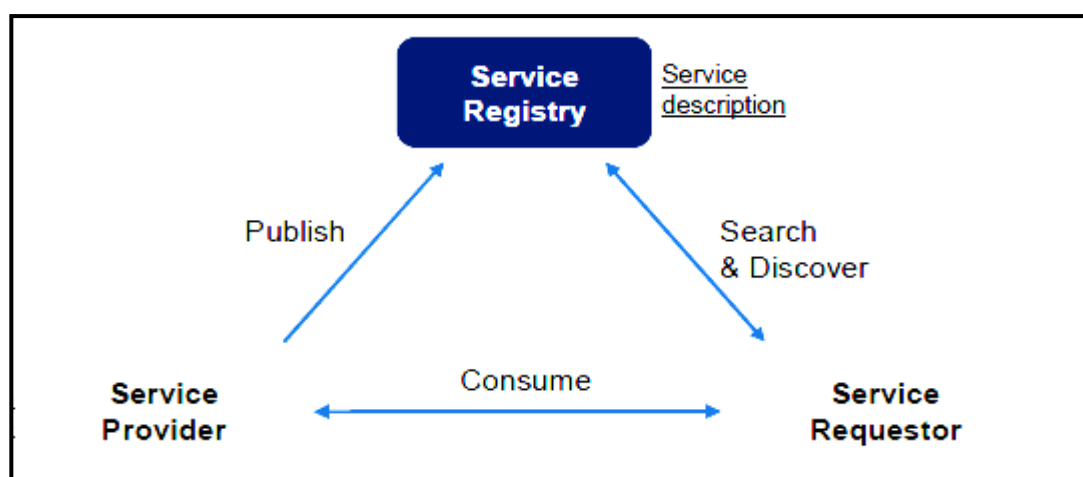 Service
Registry
Service
description
Publish
Search
& Discover
Consume
Service
Provider
Service
Requestor